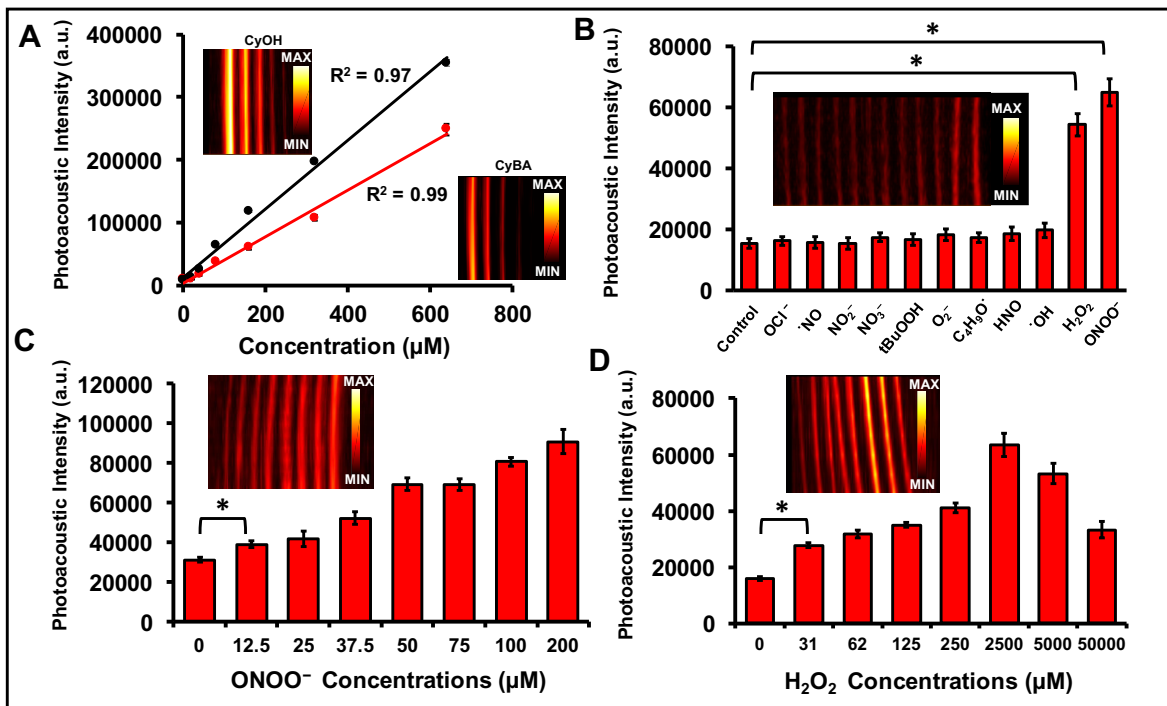 A
Photoacoustic Intensity (a.u.)
400000
300000
200000
100000
0
0
200
400
600
800
Concentration (µM)
CyOH
MAX
MIN
R² = 0.97
R² = 0.99
CyBA
MAX
MIN
B
Photoacoustic Intensity (a.u.)
80000
60000
40000
20000
0
*
*
MAX
MIN
Control
OCl⁻
˙NO
NO₂⁻
NO₃⁻
tBuOOH
O₂⁻
C₄H₉O˙
HNO
˙OH
H₂O₂
ONOO⁻
C
Photoacoustic Intensity (a.u.)
120000
100000
80000
60000
40000
20000
0
MAX
MIN
*
0
12.5
25
37.5
50
75
100
200
ONOO⁻ Concentrations (µM)
D
Photoacoustic Intensity (a.u.)
80000
60000
40000
20000
0
MAX
MIN
*
0
31
62
125
250
2500
5000
50000
H₂O₂ Concentrations (µM)